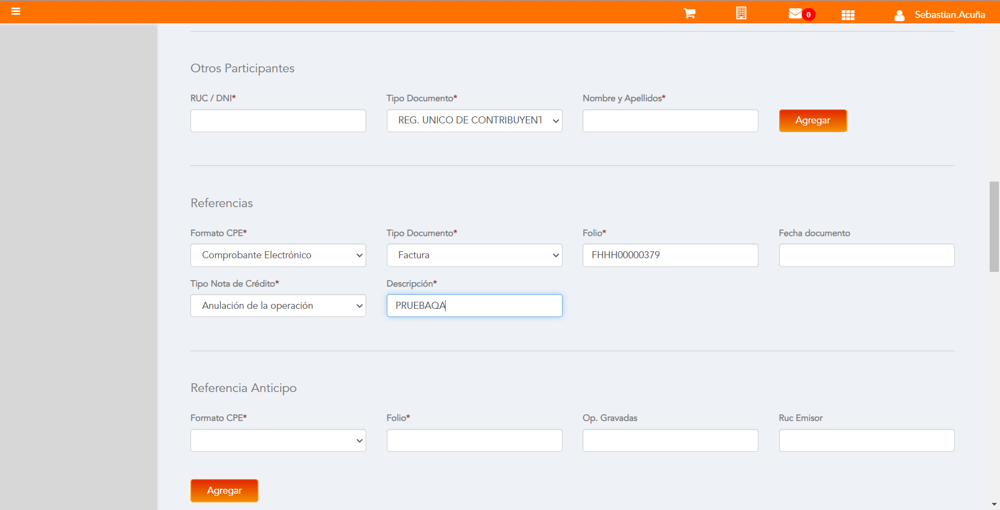 0
Sebastian.Acuña
Otros Participantes
RUC / DNI*
Tipo Documento*
Nombre y Apellidos*
REG. UNICO DE CONTRIBUYENT
Agregar
Referencias
Formato CPE*
Tipo Documento*
Folio*
Fecha documento
Comprobante Electrónico
Factura
FHHH00000379
Tipo Nota de Crédito*
Descripción*
Anulación de la operación
PRUEBAQA
Referencia Anticipo
Formato CPE*
Folio*
Op. Gravadas
Ruc Emisor
Agregar